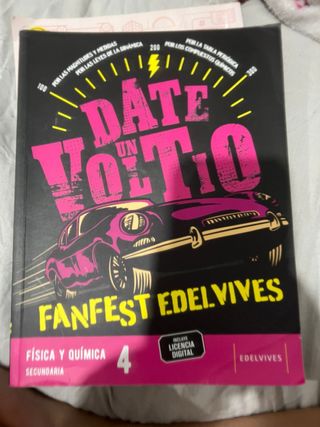 POR LAS MAGNITUDES Y MEDIDAS
POR LAS LEYES DE LA DINÁMICA
200
POR LA TABLA PERIÓDICA
POR LOS COMPUESTOS QUÍMICOS
DATE
UN
VOLTIO
FANFEST EDELVIVES
FÍSICA Y QUÍMICA
SECUNDARIA
4
INCLUYE
LICENCIA
DIGITAL
EDELVIVES